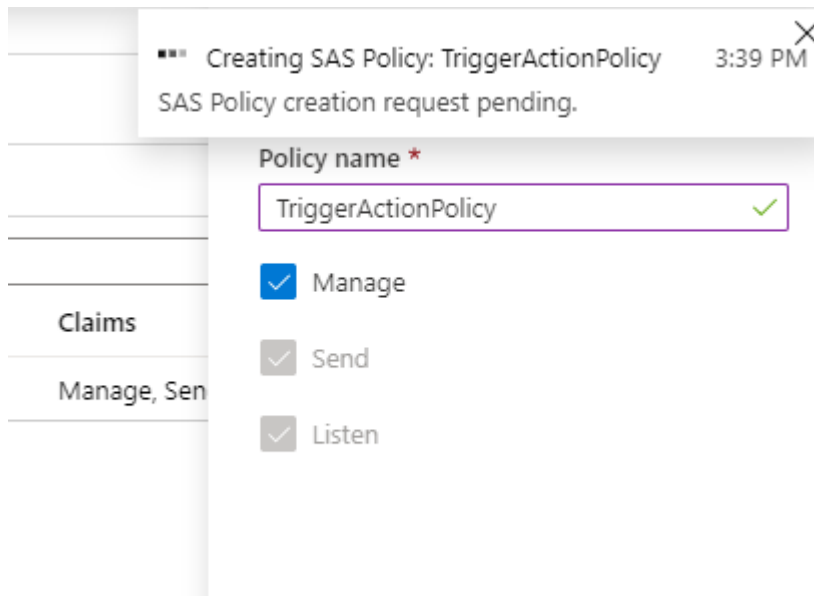 Creating SAS Policy: TriggerActionPolicy 3:39 PM
SAS Policy creation request pending.
Policy name *
TriggerActionPolicy
Manage
Claims
Send
Manage, Sen
Listen